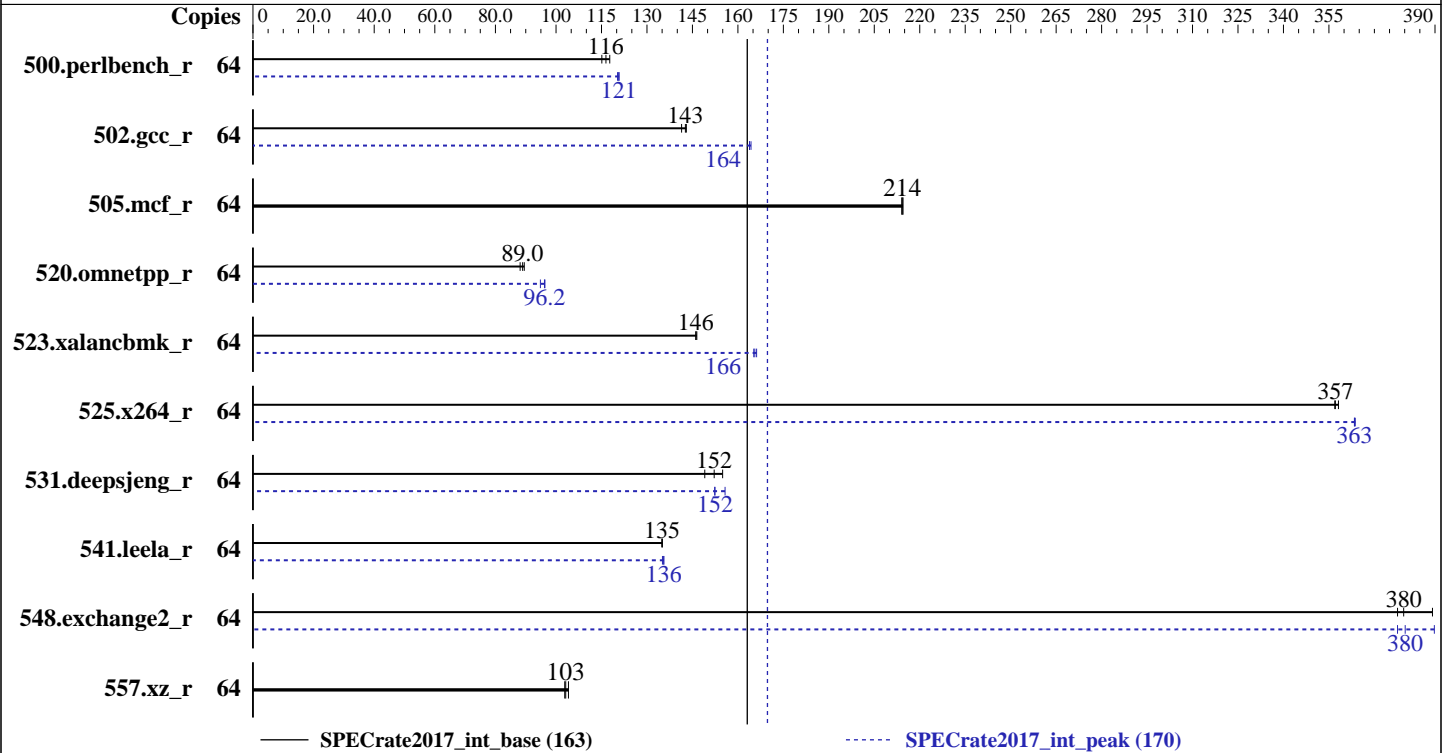 Copies 0 20.0 40.0 60.0 80.0 100 115 130 145 160 175 190 205 220 235 250 265 280 295 310 325 340 355 390
116
500.perlbench_r 64
121
143
502.gcc_r 64
164
214
505.mcf_r 64
89.0
520.omnetpp_r 64
96.2
146
523.xalancbmk_r 64
166
357
525.x264_r 64
363
152
531.deepsjeng_r 64
152
135
541.leela_r 64
136
380
548.exchange2_r 64
380
103
557.xz_r 64
SPECrate2017_int_base (163) SPECrate2017_int_peak (170)